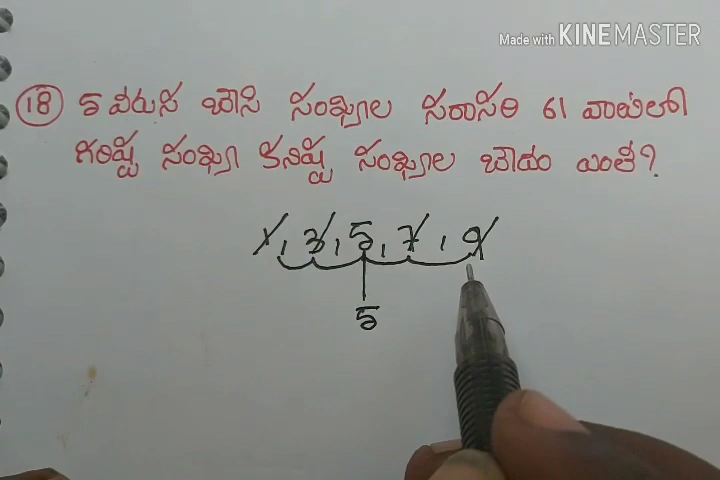 Made with KINEMASTER
18 5 వరుస బేసి సంఖ్యల సరాసరి 61 వాటిలో
గరిష్ట సంఖ్య కనిష్ట సంఖ్యల బేధం ఎంత?
1, 3, 5, 7, 9
5